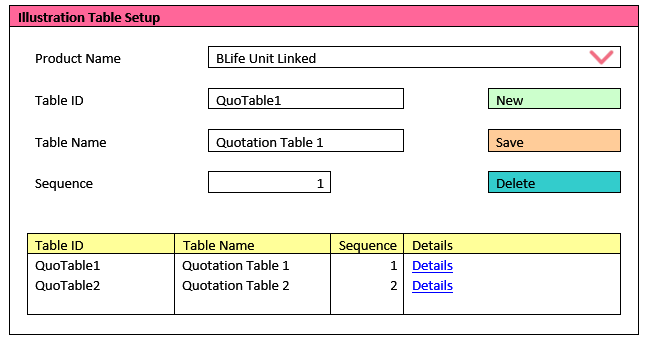 Illustration Table Setup
Product Name BLife Unit Linked
Table ID QuoTable1 New
Table Name Quotation Table 1 Save
Sequence 1 Delete
Table ID Table Name Sequence Details
QuoTable1 Quotation Table 1 1 Details
QuoTable2 Quotation Table 2 2 Details